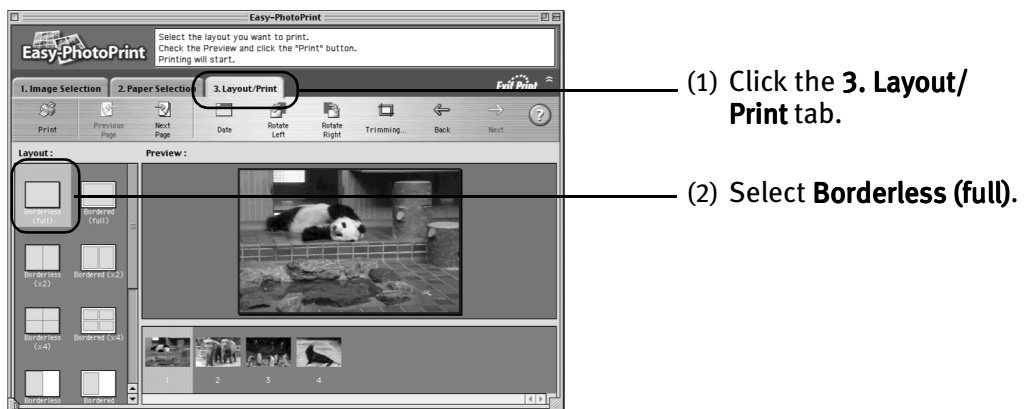 Easy-PhotoPrint
Easy-PhotoPrint
Select the layout you want to print.
Check the Preview and click the "Print" button.
Printing will start.
1. Image Selection
2. Paper Selection
3. Layout/Print
Exif Print
Print
Previous
Page
Next
Page
Date
Rotate
Left
Rotate
Right
Trimming...
Back
Next
?
Layout :
Preview :
Borderless
(full)
Bordered
(full)
Borderless
(x2)
Bordered (x2)
Borderless
(x4)
Bordered (x4)
Borderless
Bordered
1
2
3
4
(1) Click the 3. Layout/
Print tab.
(2) Select Borderless (full).